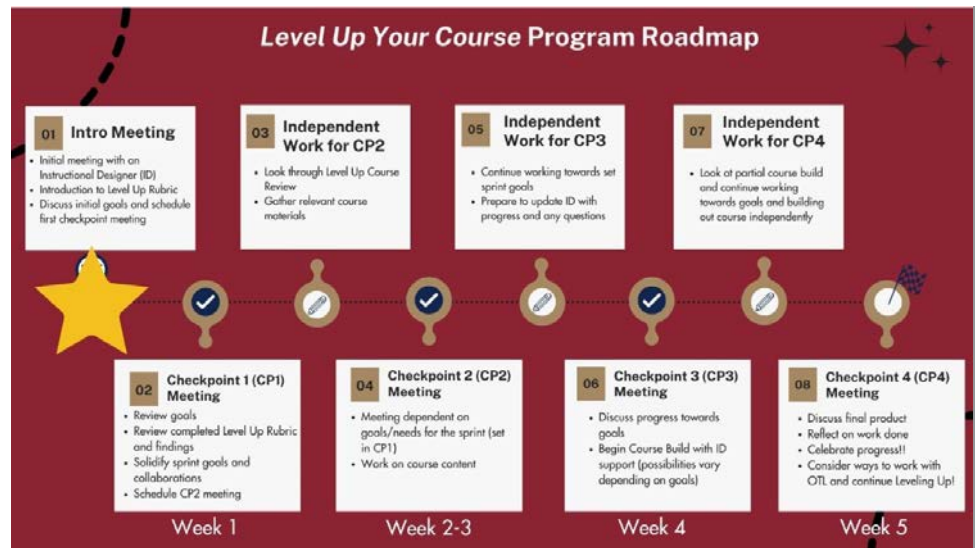 Level Up Your Course Program Roadmap
01
Intro Meeting
• Initial meeting with an
Instructional Designer (ID)
• Introduction to Level Up Rubric
• Discuss initial goals and schedule
first checkpoint meeting
02
Checkpoint 1 (CP1)
Meeting
• Review goals
• Review completed Level Up Rubric
and findings
• Solidify sprint goals and
collaborations
• Schedule CP2 meeting
03
Independent
Work for CP2
• Look through Level Up Course
Review
• Gather relevant course
materials
04
Checkpoint 2 (CP2)
Meeting
• Meeting dependent on
goals/needs for the sprint (set
in CP1)
• Work on course content
05
Independent
Work for CP3
• Continue working towards set
sprint goals
• Prepare to update ID with
progress and any questions
06
Checkpoint 3 (CP3)
Meeting
• Discuss progress towards
goals
• Begin Course Build with ID
support (possibilities vary
depending on goals)
07
Independent
Work for CP4
• Look at partial course build
and continue working
towards goals and building
out course independently
08
Checkpoint 4 (CP4)
Meeting
• Discuss final product
• Reflect on work done
• Celebrate progress!!
• Consider ways to work with
OTL and continue Leveling Up!
Week 1
Week 2-3
Week 4
Week 5